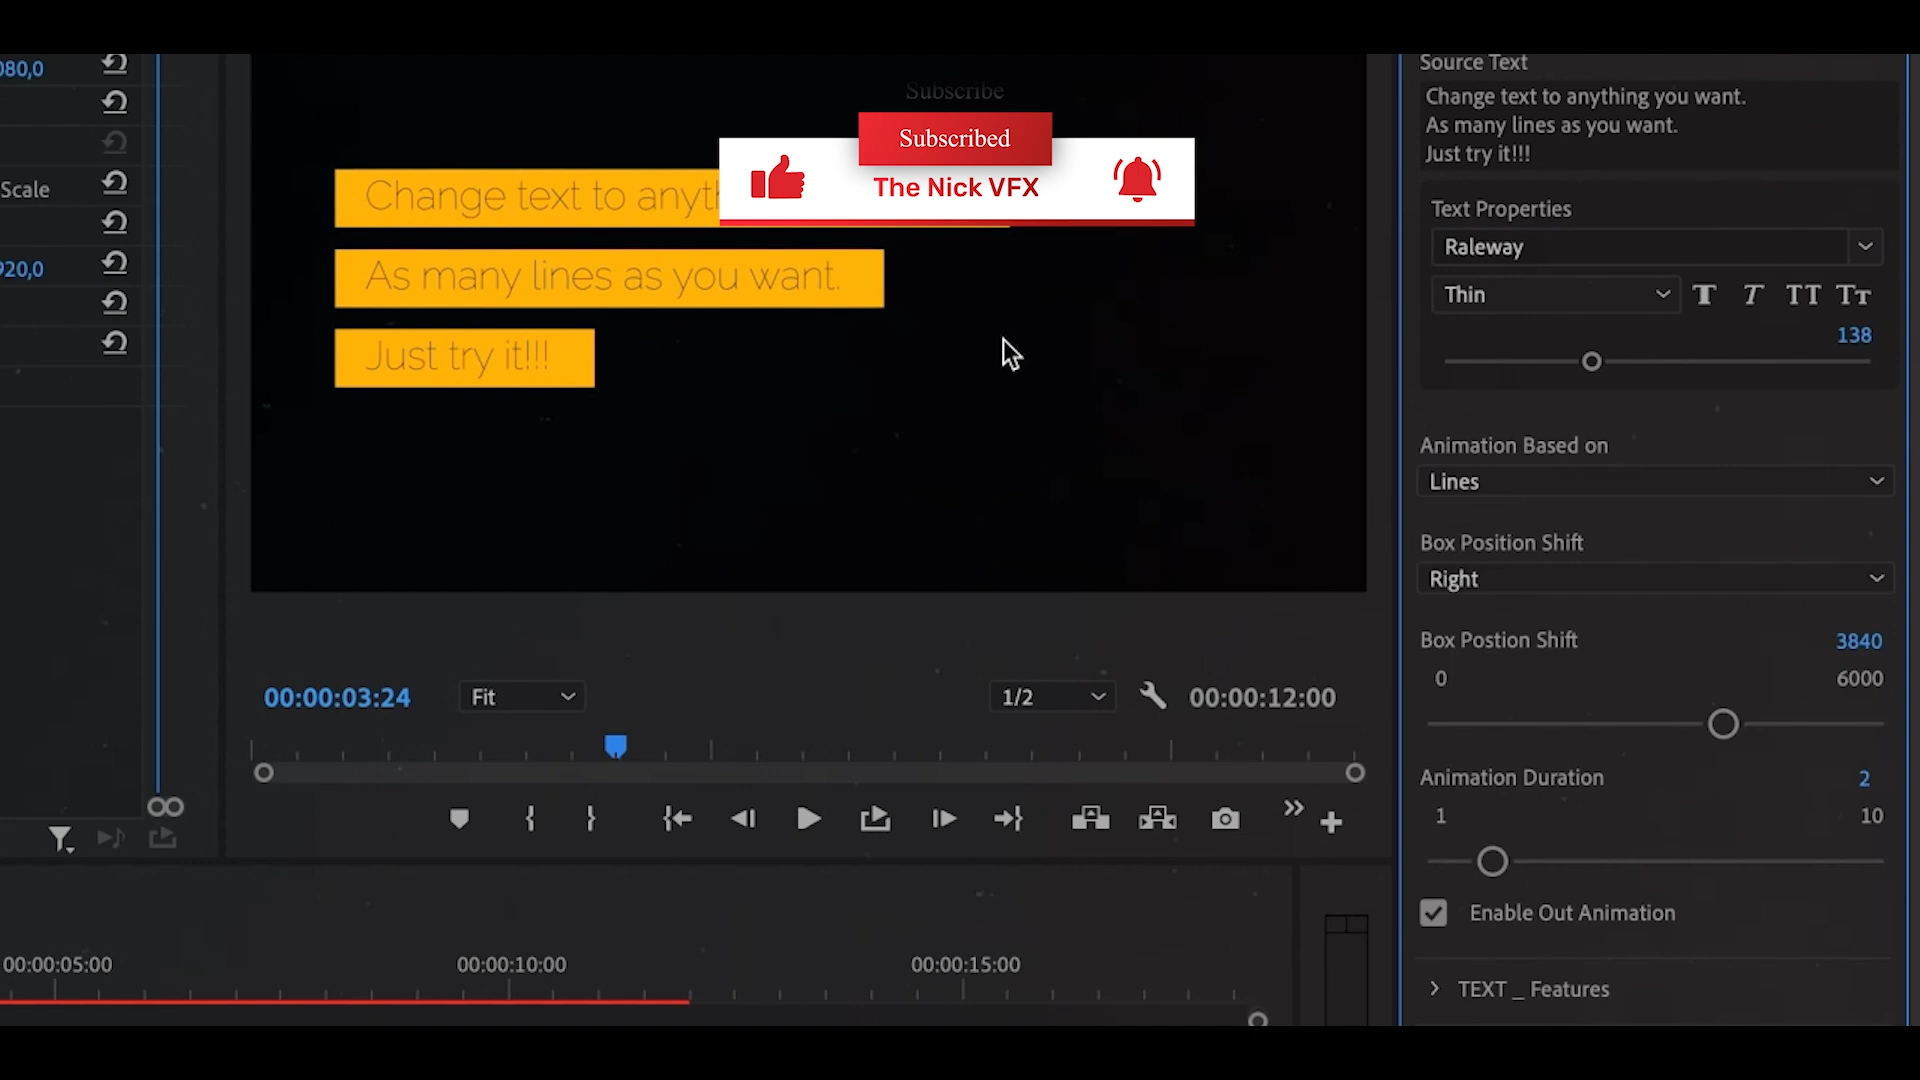 080,0
Scale
920,0
Subscribe
Subscribed
The Nick VFX
Change text to anyth
As many lines as you want.
Just try it!!!
00:00:03:24
Fit
1/2
00:00:12:00
00:00:05:00
00:00:10:00
00:00:15:00
Source Text
Change text to anything you want.
As many lines as you want.
Just try it!!!
Text Properties
Raleway
Thin
T T TT TT
138
Animation Based on
Lines
Box Position Shift
Right
Box Postion Shift
3840
0
6000
Animation Duration
2
1
10
Enable Out Animation
TEXT _ Features